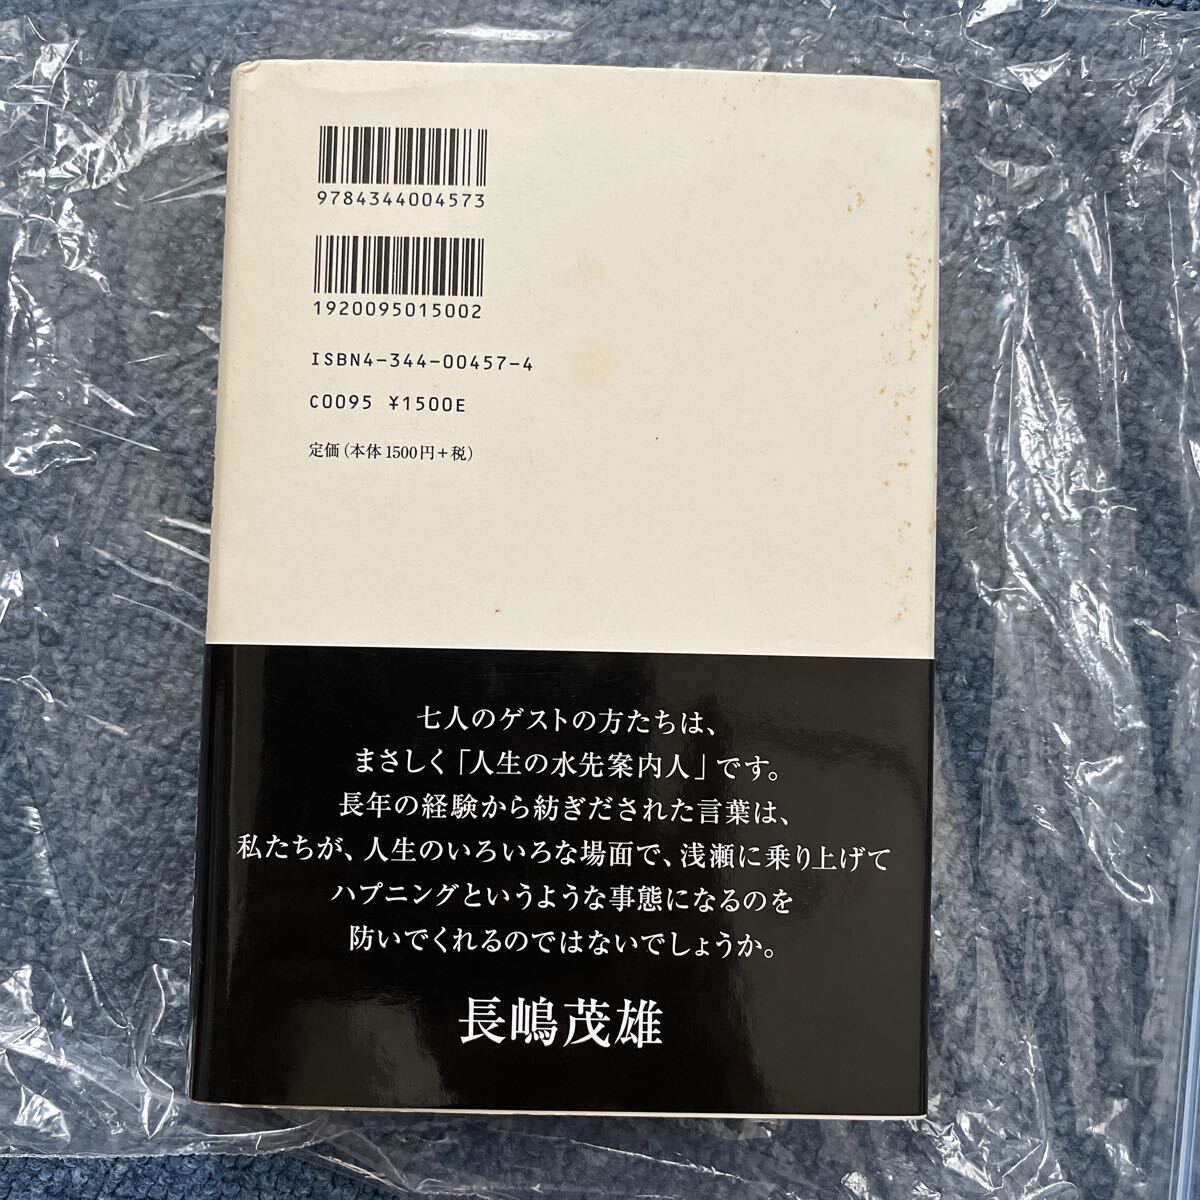 9784344004573
1920095015002
ISBN4-344-00457-4
C0095 ¥1500E
定価(本体1500円+税)
七人のゲストの方たちは、
まさしく「人生の水先案内人」です。
長年の経験から紡ぎだされた言葉は、
私たちが、人生のいろいろな場面で、浅瀬に乗り上げて
ハプニングというような事態になるのを
防いでくれるのではないでしょうか。
長嶋茂雄